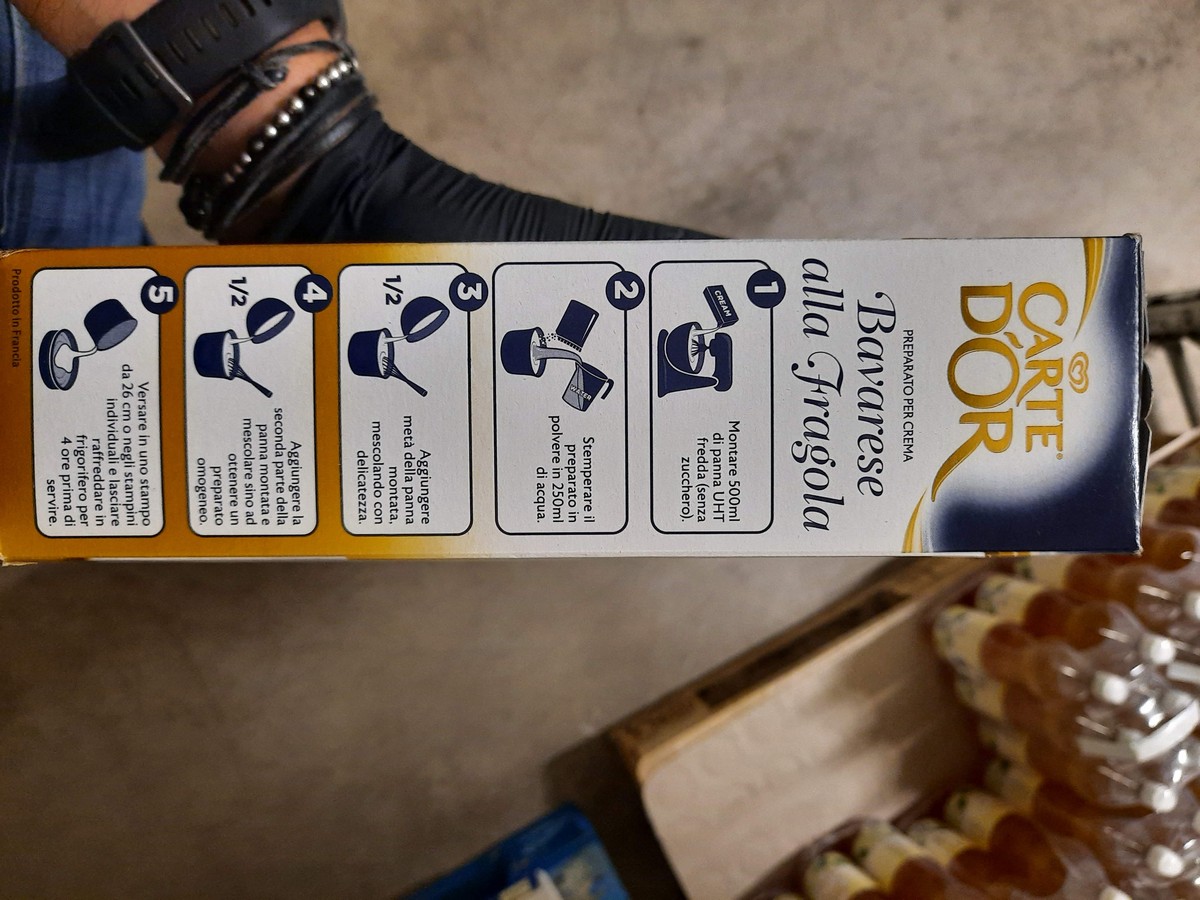 CARTE
D'OR
PREPARATO PER CREMA
Bavarese
alla Fragola
1
CREAM
Montare 500ml
di panna UHT
fredda (senza
zucchero).
2
WATER
Stemperare il
preparato in
polvere in 250ml
di acqua.
3
1/2
Aggiungere
metà della panna
montata,
mescolando con
delicatezza.
4
1/2
Aggiungere la
seconda parte della
panna montata e
mescolare sino ad
ottenere un
preparato
omogeneo.
5
Versare in uno stampo
da 26 cm o negli stampini
individuali e lasciare
raffreddare in
frigorifero per
4 ore prima di
servire.
Prodotto in Francia